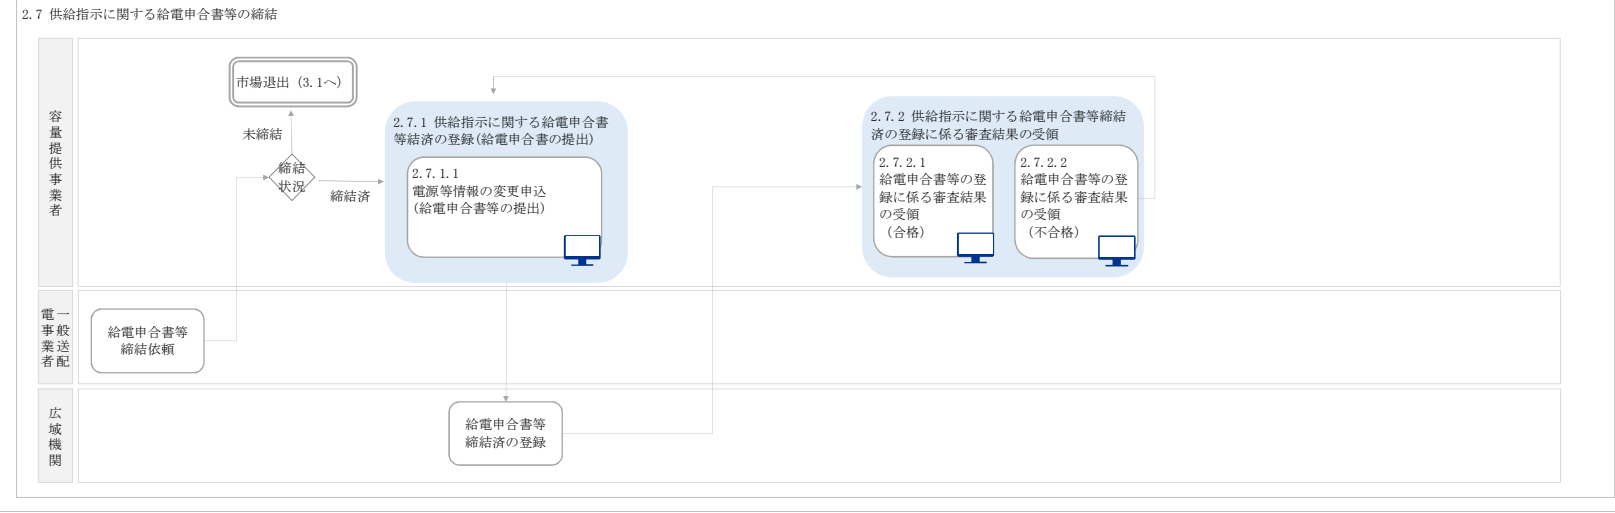 2.7 供給指示に関する給電申合書等の締結
容量提供事業者
市場退出（3.1へ）
未締結
締結
状況
締結済
2.7.1 供給指示に関する給電申合書
等結済の登録(給電申合書の提出)
2.7.1.1
電源等情報の変更申込
(給電申合書等の提出)
2.7.2 供給指示に関する給電申合書等締結
済の登録に係る審査結果の受領
2.7.2.1
給電申合書等の登
録に係る審査結果
の受領
（合格）
2.7.2.2
給電申合書等の登
録に係る審査結果
の受領
（不合格）
一般送配
電事業者
給電申合書等
締結依頼
広域機関
給電申合書等
締結済の登録